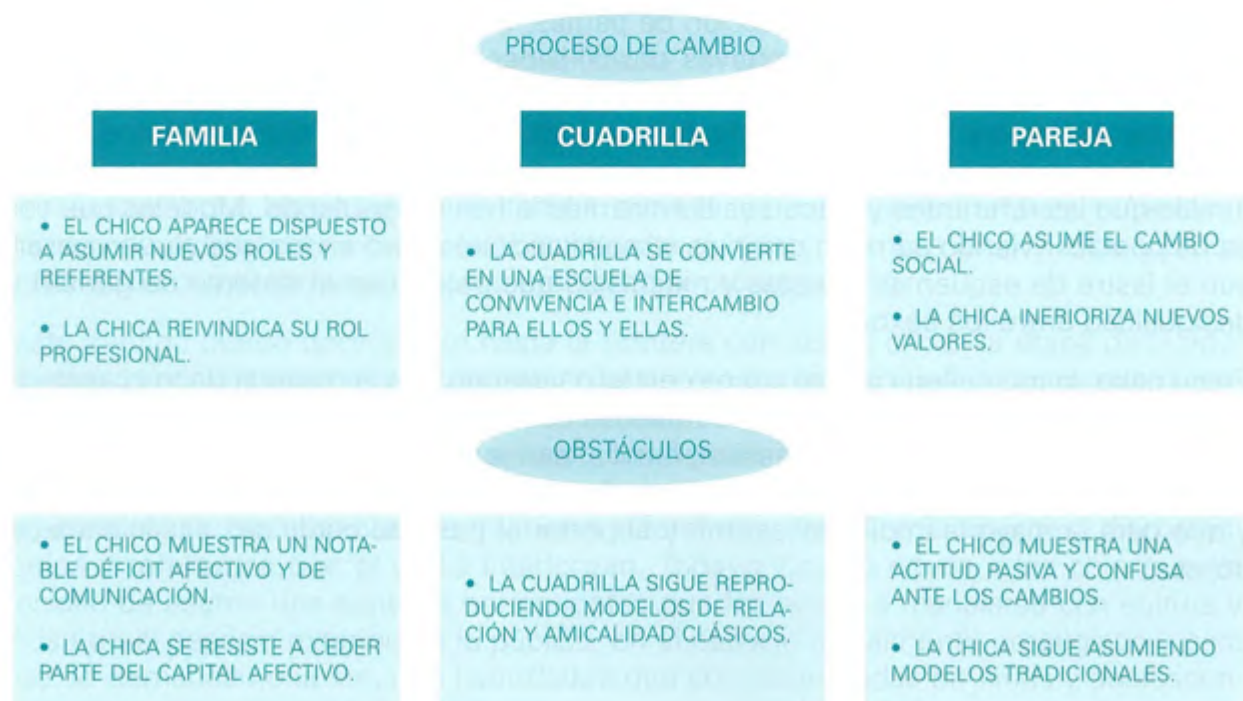 PROCESO DE CAMBIO
FAMILIA
CUADRILLA
PAREJA
• EL CHICO APARECE DISPUESTO
A ASUMIR NUEVOS ROLES Y
REFERENTES.
• LA CHICA REIVINDICA SU ROL
PROFESIONAL.
• LA CUADRILLA SE CONVIERTE
EN UNA ESCUELA DE
CONVIVENCIA E INTERCAMBIO
PARA ELLOS Y ELLAS.
• EL CHICO ASUME EL CAMBIO
SOCIAL.
• LA CHICA INERIORIZA NUEVOS
VALORES.
OBSTÁCULOS
• EL CHICO MUESTRA UN NOTA-
BLE DÉFICIT AFECTIVO Y DE
COMUNICACIÓN.
• LA CHICA SE RESISTE A CEDER
PARTE DEL CAPITAL AFECTIVO.
• LA CUADRILLA SIGUE REPRO-
DUCIENDO MODELOS DE RELA-
CIÓN Y AMICALIDAD CLÁSICOS.
• EL CHICO MUESTRA UNA
ACTITUD PASIVA Y CONFUSA
ANTE LOS CAMBIOS.
• LA CHICA SIGUE ASUMIENDO
MODELOS TRADICIONALES.